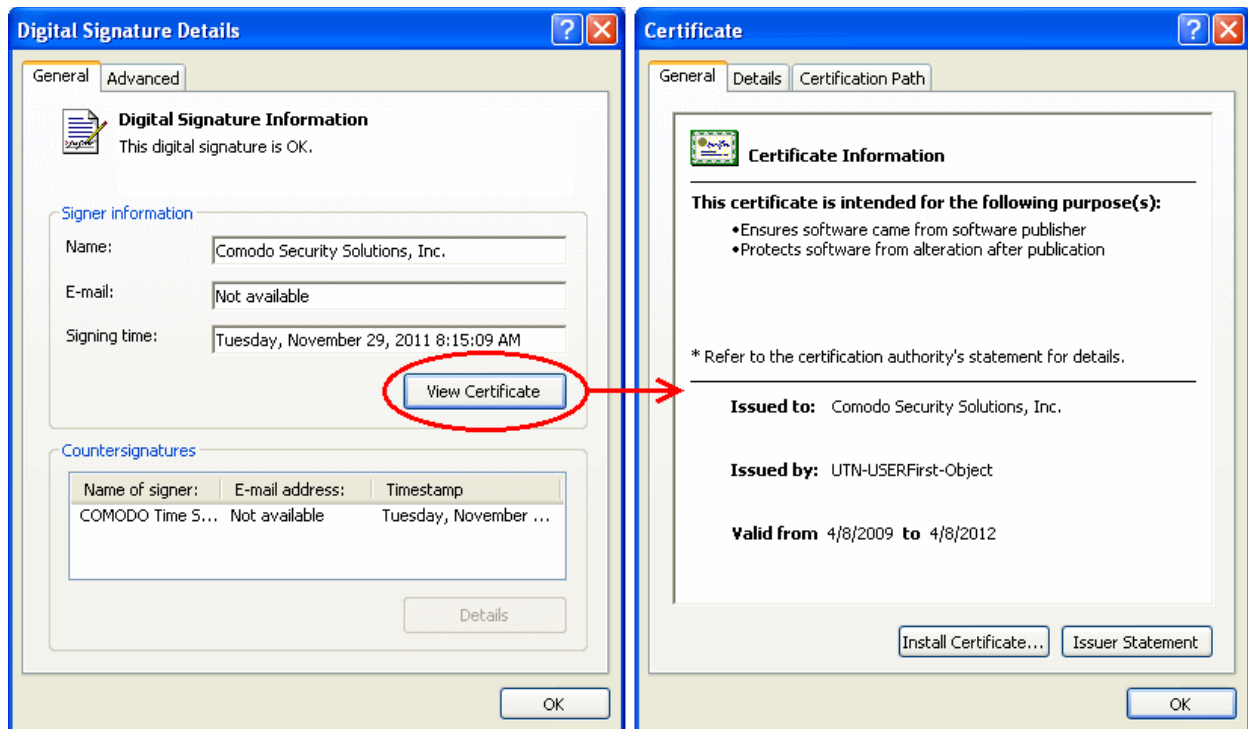 Digital Signature Details
General
Advanced
Digital Signature Information
This digital signature is OK.
Signer information
Name:
Comodo Security Solutions, Inc.
E-mail:
Not available
Signing time:
Tuesday, November 29, 2011 8:15:09 AM
View Certificate
Countersignatures
Name of signer: E-mail address: Timestamp
COMODO Time S... Not available Tuesday, November ...
Details
OK
Certificate
General
Details
Certification Path
Certificate Information
This certificate is intended for the following purpose(s):
•Ensures software came from software publisher
•Protects software from alteration after publication
* Refer to the certification authority's statement for details.
Issued to: Comodo Security Solutions, Inc.
Issued by: UTN-USERFirst-Object
Valid from 4/8/2009 to 4/8/2012
Install Certificate...
Issuer Statement
OK